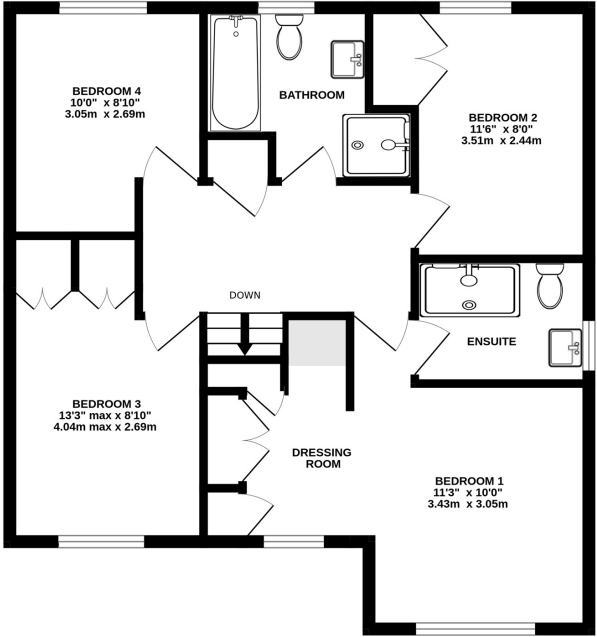 BEDROOM 4
10'0" x 8'10"
3.05m x 2.69m
BATHROOM
BEDROOM 2
11'6" x 8'0"
3.51m x 2.44m
DOWN
ENSUITE
BEDROOM 3
13'3" max x 8'10"
4.04m max x 2.69m
DRESSING
ROOM
BEDROOM 1
11'3" x 10'0"
3.43m x 3.05m